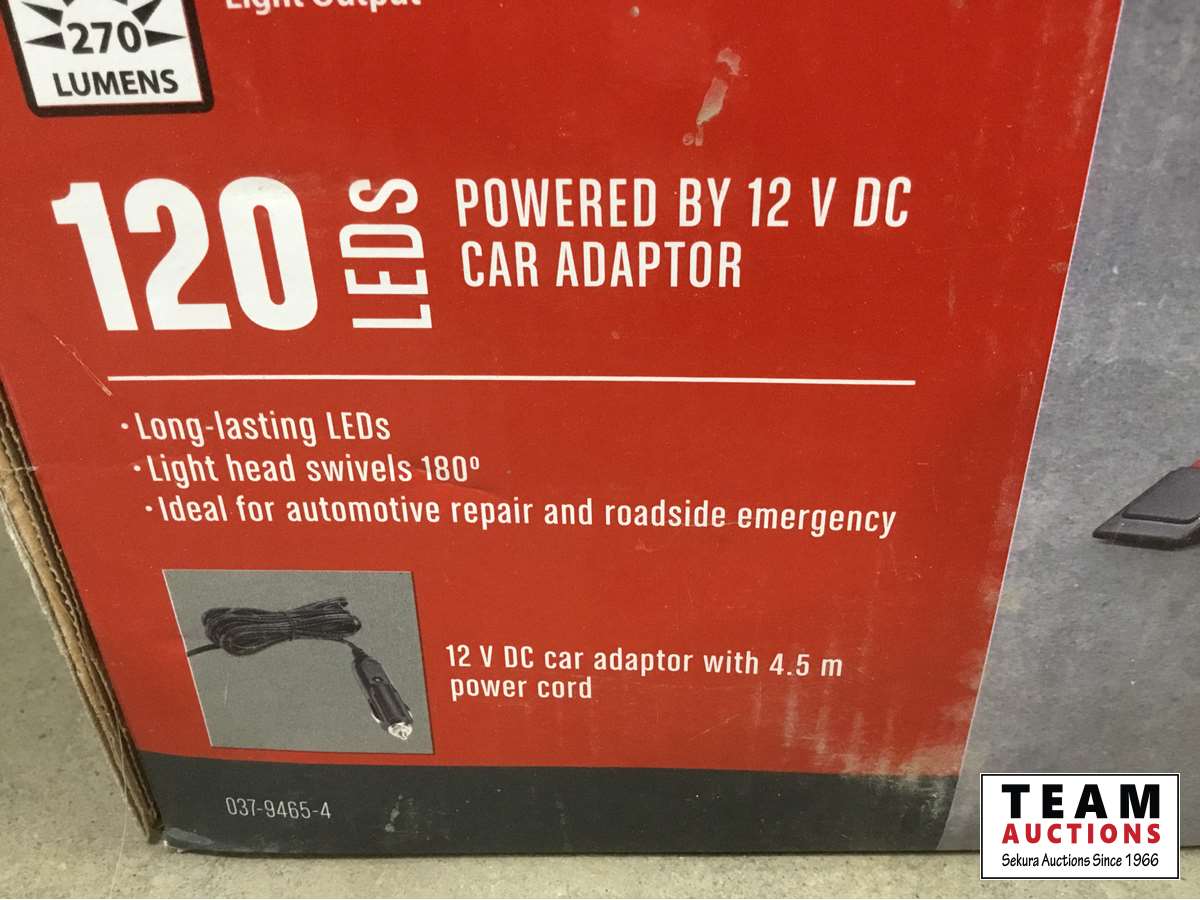 Light Output
270
LUMENS
120
LEDS
POWERED BY 12 V DC
CAR ADAPTOR
· Long-lasting LEDs
· Light head swivels 180º
· Ideal for automotive repair and roadside emergency
12 V DC car adaptor with 4.5 m
power cord
037-9465-4
TEAM
AUCTIONS
Sekura Auctions Since 1966